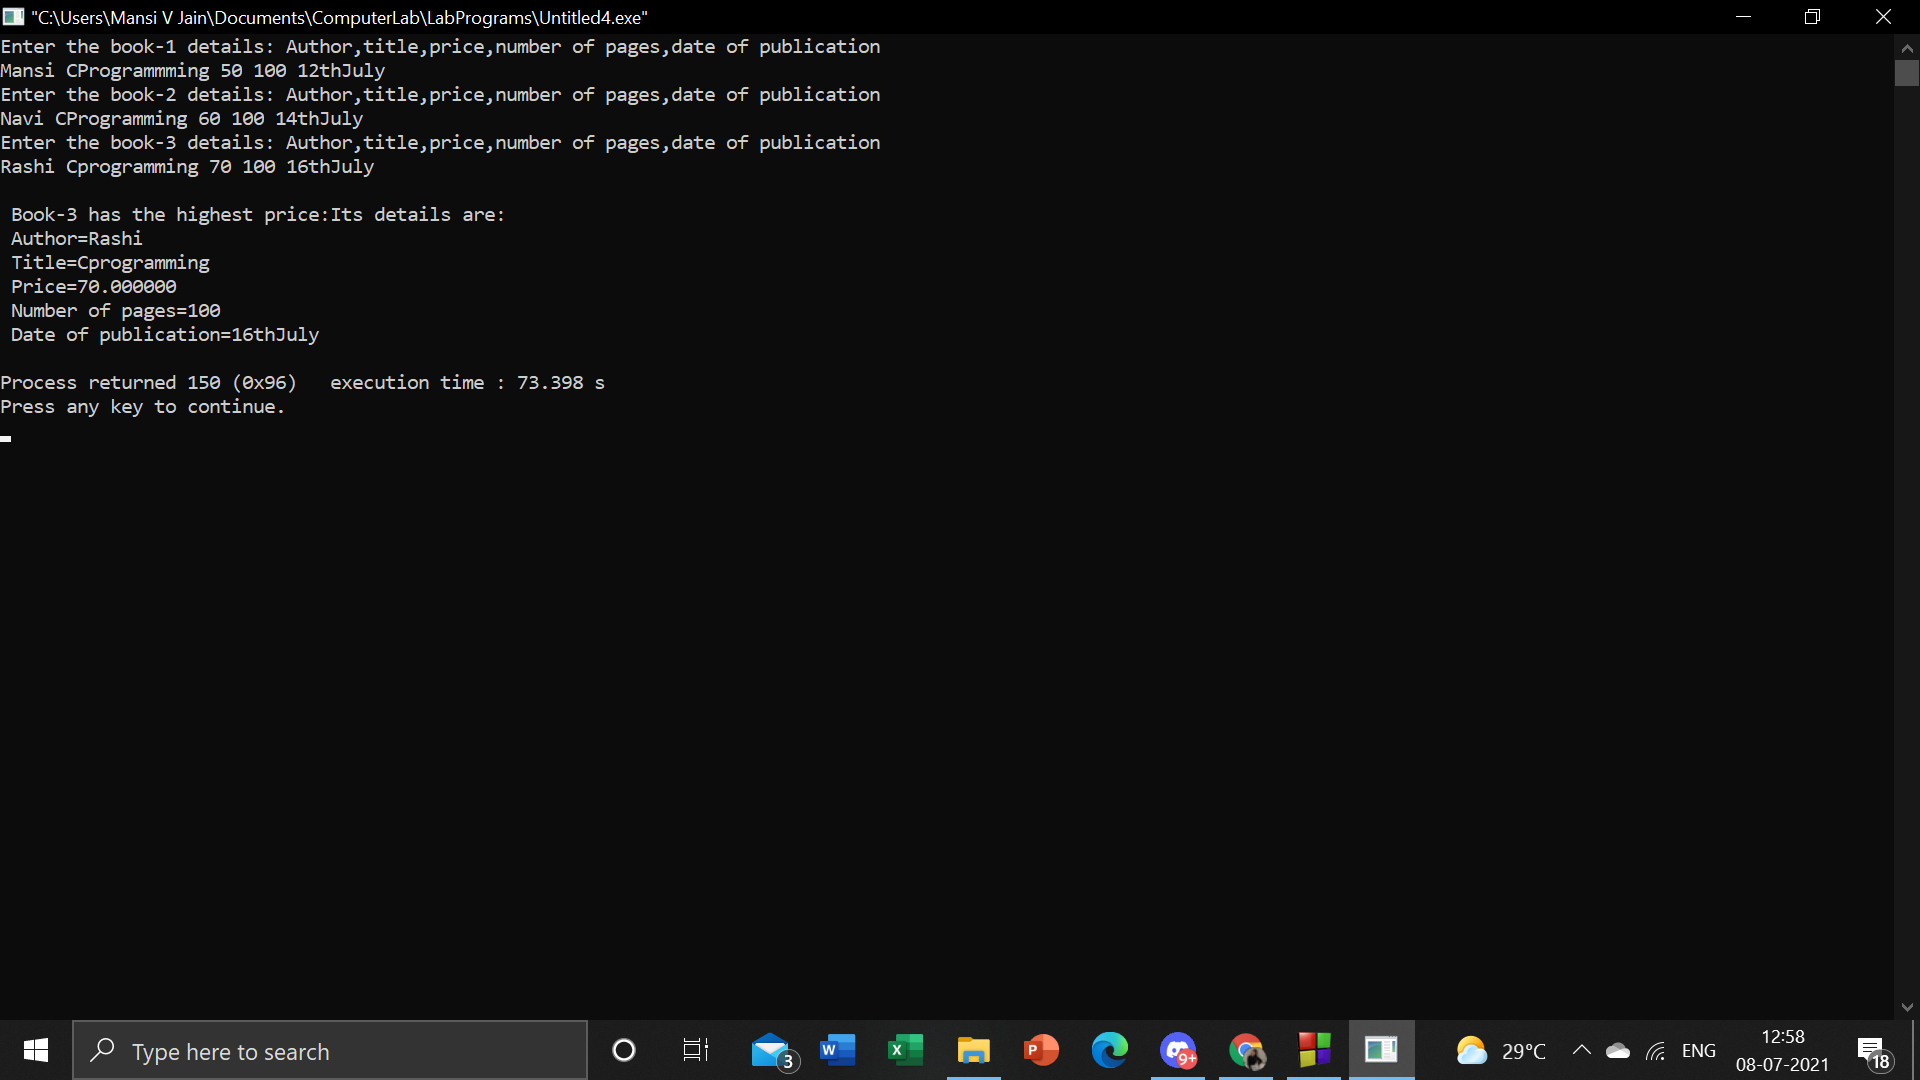 "C:\Users\Mansi V Jain\Documents\ComputerLab\LabPrograms\Untitled4.exe"
Enter the book-1 details: Author,title,price,number of pages,date of publication
Mansi CProgrammming 50 100 12thJuly
Enter the book-2 details: Author,title,price,number of pages,date of publication
Navi CProgramming 60 100 14thJuly
Enter the book-3 details: Author,title,price,number of pages,date of publication
Rashi Cprogramming 70 100 16thJuly
Book-3 has the highest price:Its details are:
Author=Rashi
Title=Cprogramming
Price=70.000000
Number of pages=100
Date of publication=16thJuly
Process returned 150 (0x96)   execution time : 73.398 s
Press any key to continue.
Type here to search
3
W
X
P
9+
29°C
ENG
12:58
08-07-2021
18